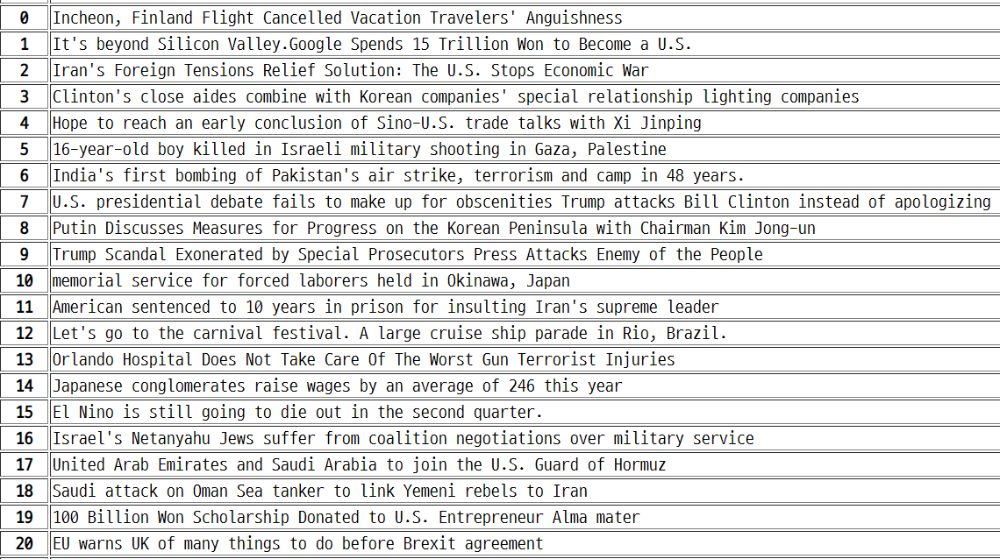 0 Incheon, Finland Flight Cancelled Vacation Travelers' Anguishness
1 It's beyond Silicon Valley.Google Spends 15 Trillion Won to Become a U.S.
2 Iran's Foreign Tensions Relief Solution: The U.S. Stops Economic War
3 Clinton's close aides combine with Korean companies' special relationship lighting companies
4 Hope to reach an early conclusion of Sino-U.S. trade talks with Xi Jinping
5 16-year-old boy killed in Israeli military shooting in Gaza, Palestine
6 India's first bombing of Pakistan's air strike, terrorism and camp in 48 years.
7 U.S. presidential debate fails to make up for obscenities Trump attacks Bill Clinton instead of apologizing
8 Putin Discusses Measures for Progress on the Korean Peninsula with Chairman Kim Jong-un
9 Trump Scandal Exonerated by Special Prosecutors Press Attacks Enemy of the People
10 memorial service for forced laborers held in Okinawa, Japan
11 American sentenced to 10 years in prison for insulting Iran's supreme leader
12 Let's go to the carnival festival. A large cruise ship parade in Rio, Brazil.
13 Orlando Hospital Does Not Take Care Of The Worst Gun Terrorist Injuries
14 Japanese conglomerates raise wages by an average of 246 this year
15 El Nino is still going to die out in the second quarter.
16 Israel's Netanyahu Jews suffer from coalition negotiations over military service
17 United Arab Emirates and Saudi Arabia to join the U.S. Guard of Hormuz
18 Saudi attack on Oman Sea tanker to link Yemeni rebels to Iran
19 100 Billion Won Scholarship Donated to U.S. Entrepreneur Alma mater
20 EU warns UK of many things to do before Brexit agreement